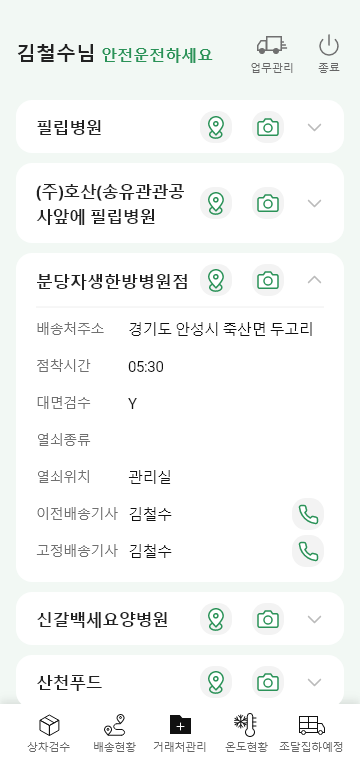 김철수님 안전운전하세요
업무관리
종료
필립병원
(주)호산(송유관관공
사앞에 필립병원
분당자생한방병원점
배송처주소 경기도 안성시 죽산면 두고리
점착시간 05:30
대면검수 Y
열쇠종류
열쇠위치 관리실
이전배송기사 김철수
고정배송기사 김철수
신갈백세요양병원
산천푸드
상차검수 배송현황 거래처관리 온도현황 조달집하예정